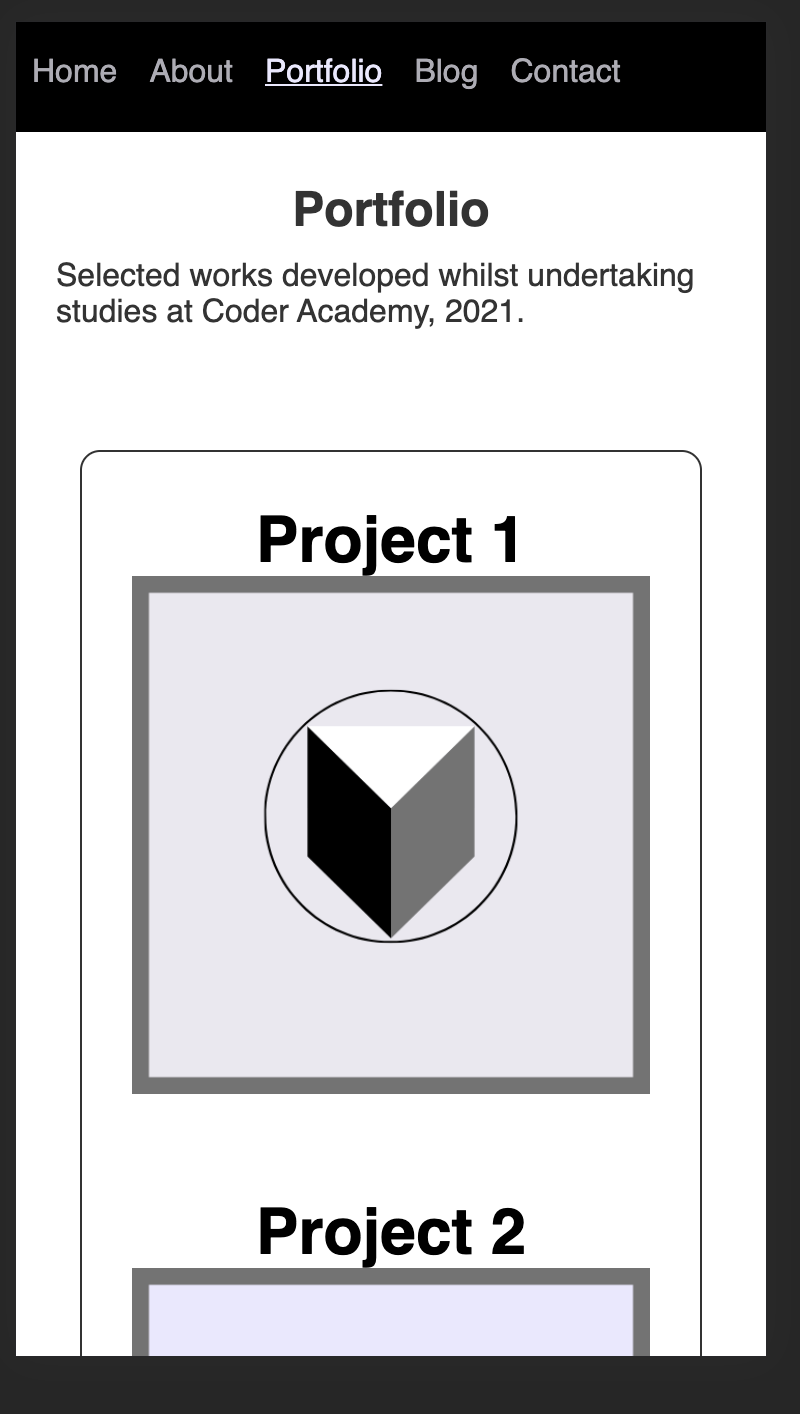 Home About Portfolio Blog Contact
Portfolio
Selected works developed whilst undertaking
studies at Coder Academy, 2021.
Project 1
Project 2